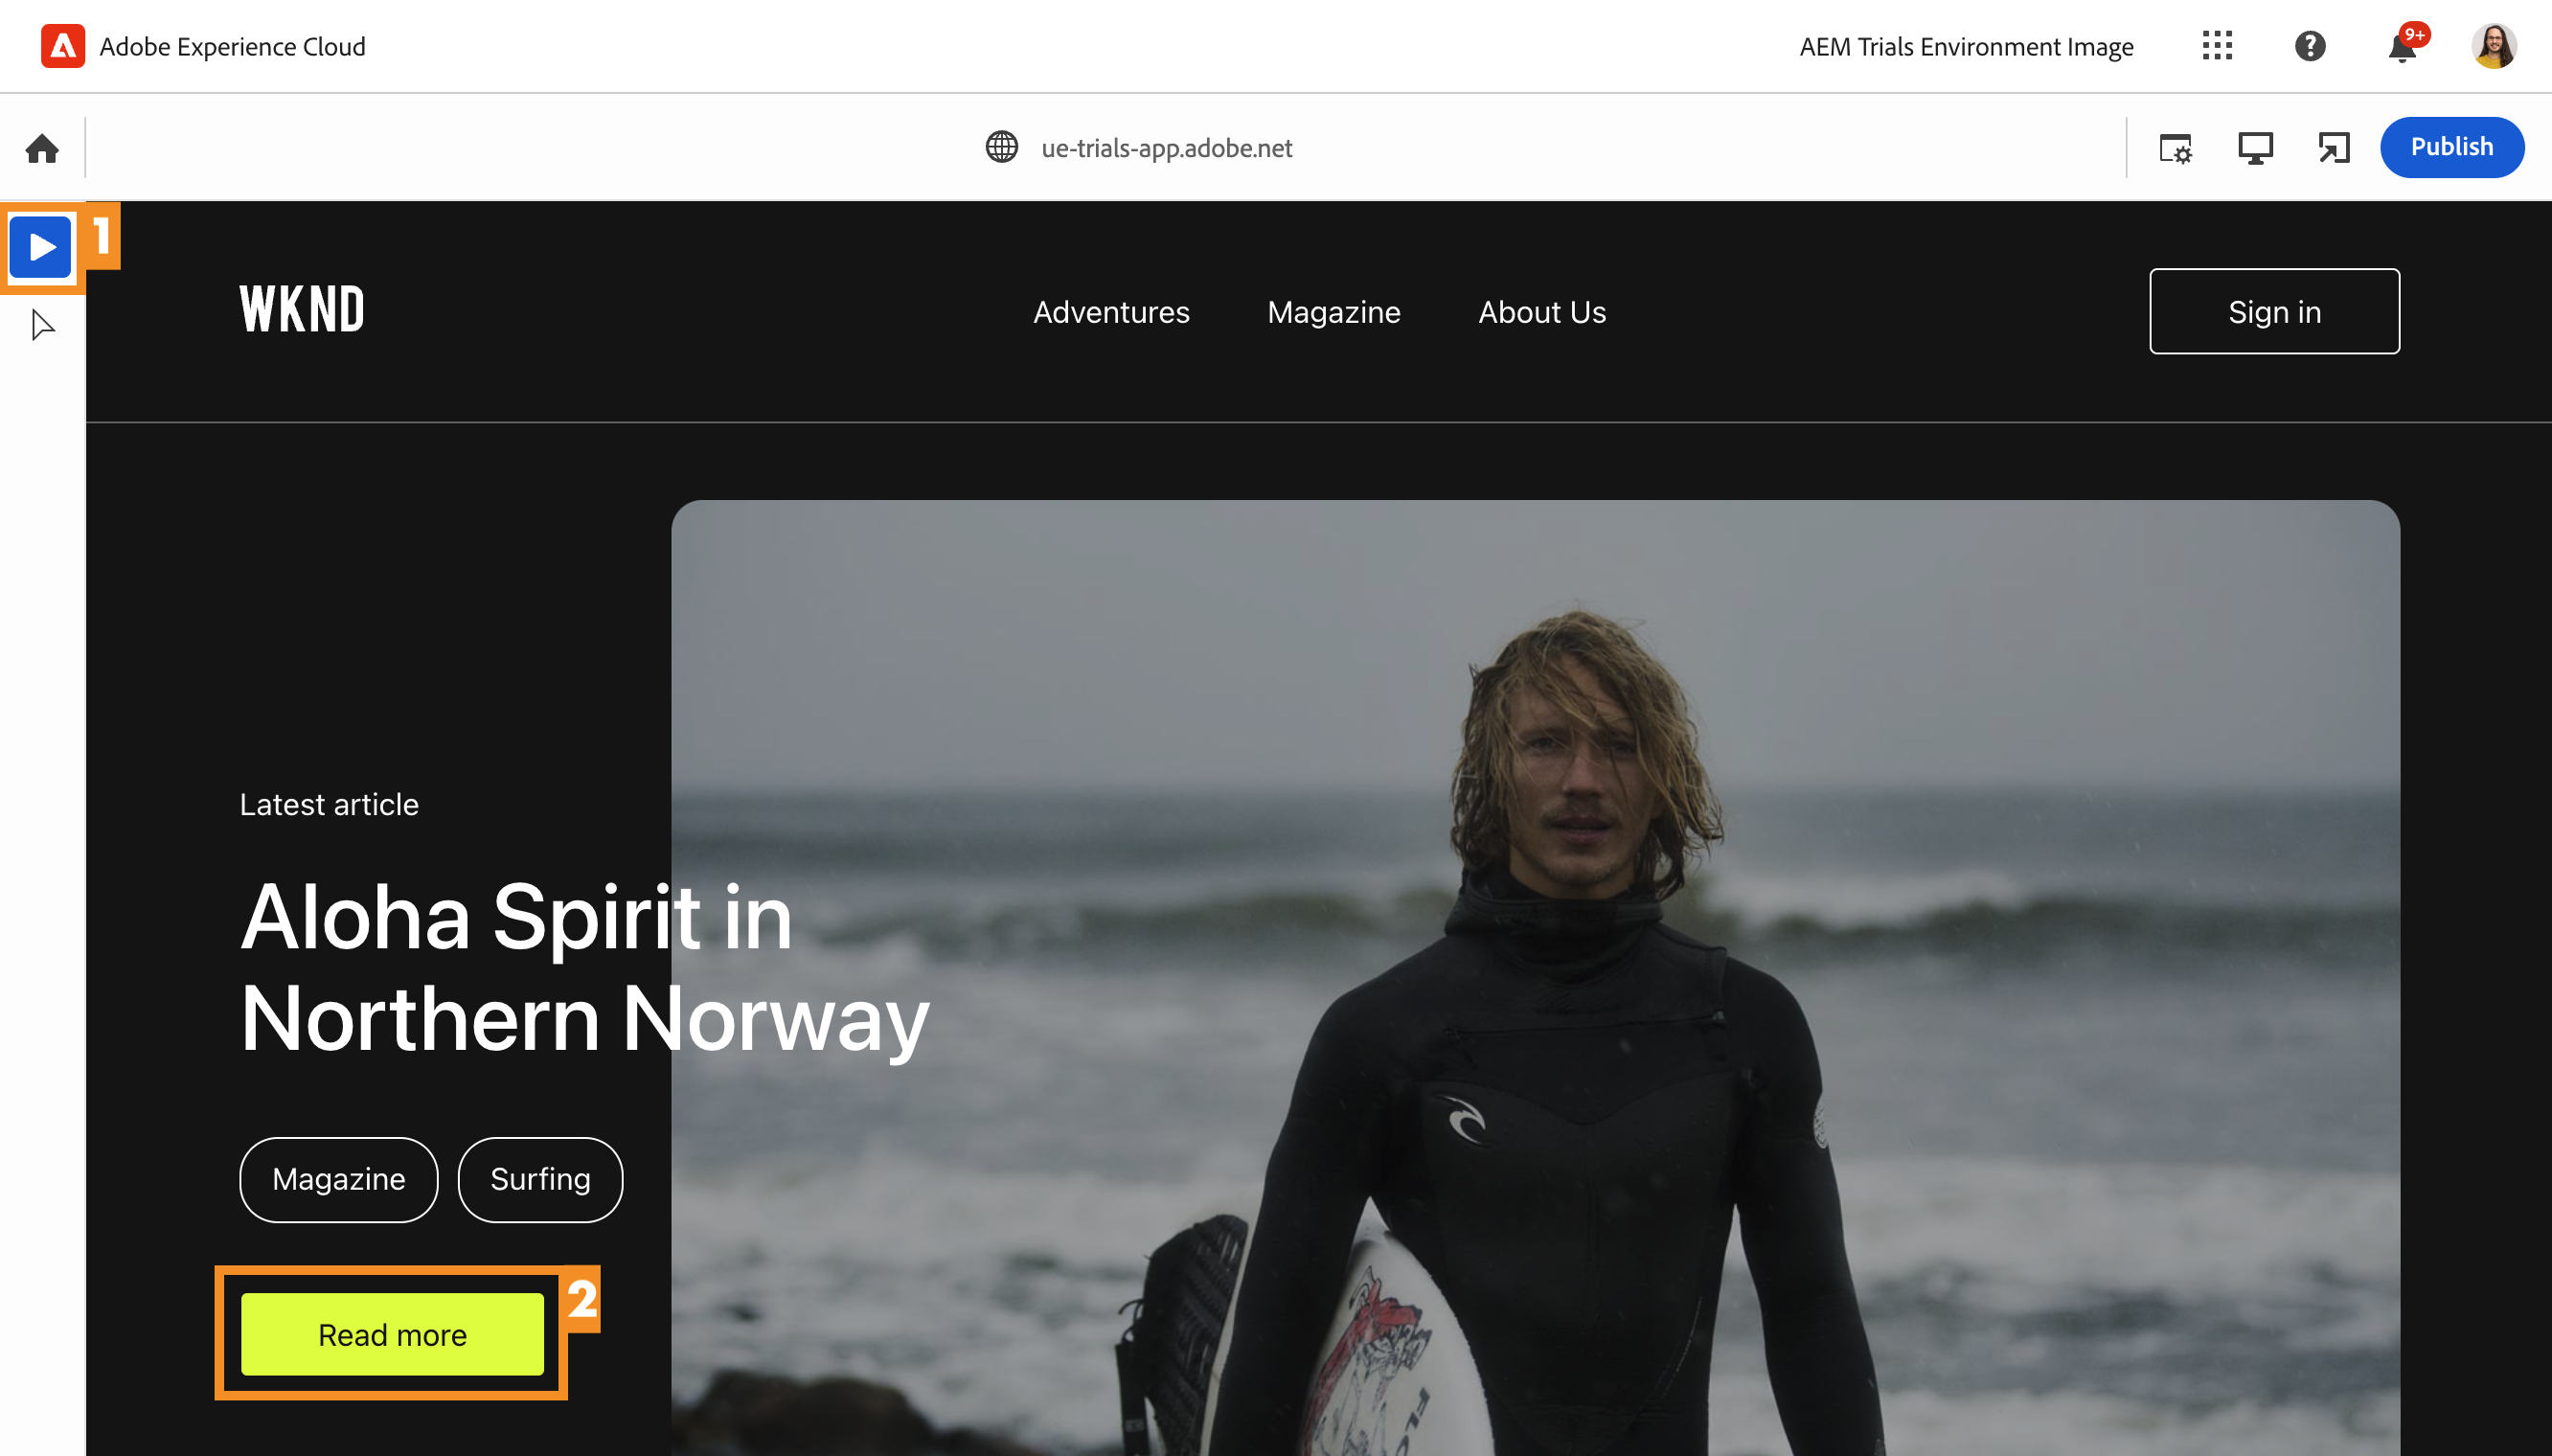 Adobe Experience Cloud
AEM Trials Environment Image
9+
ue-trials-app.adobe.net
Publish
1
WKND
Adventures
Magazine
About Us
Sign in
Latest article
Aloha Spirit in
Northern Norway
Magazine
Surfing
Read more
2